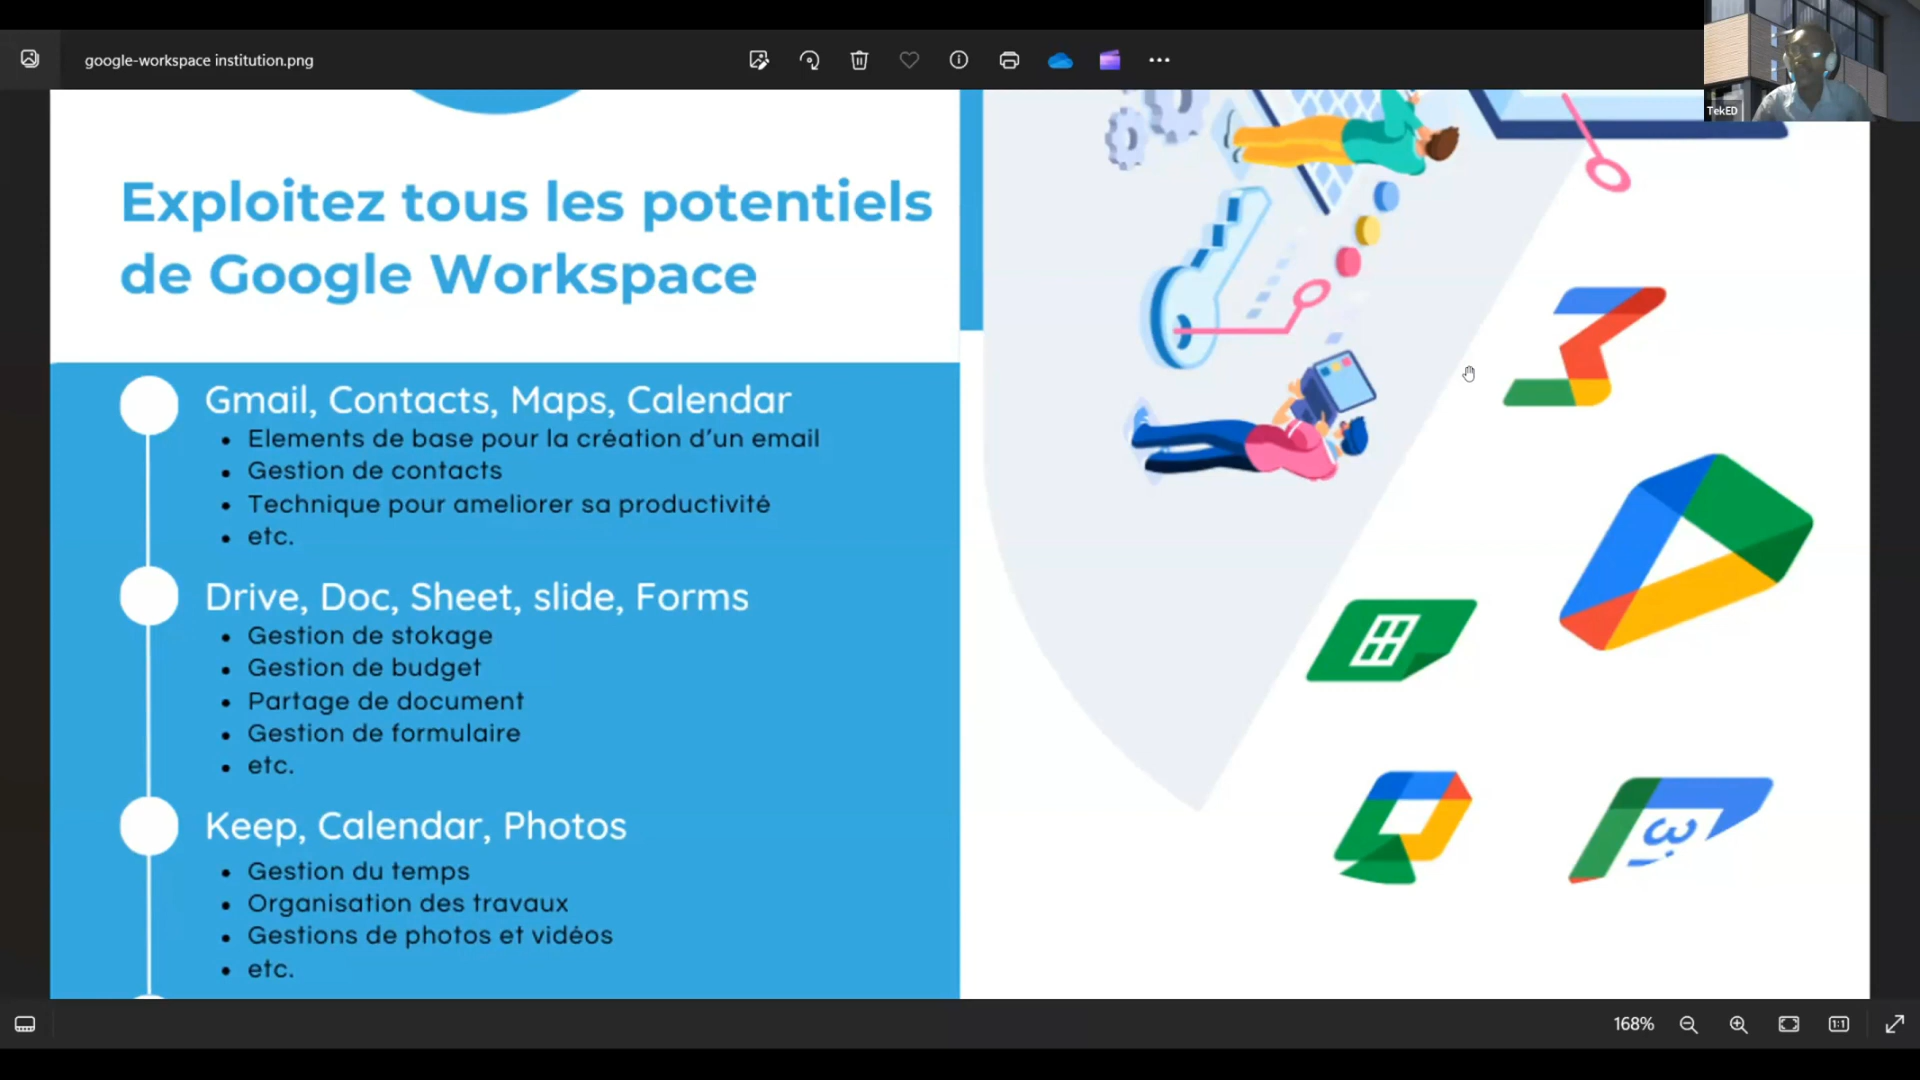 google-workspace institution.png
TekED
Exploitez tous les potentiels
de Google Workspace
Gmail, Contacts, Maps, Calendar
• Elements de base pour la création d'un email
• Gestion de contacts
• Technique pour ameliorer sa productivité
• etc.
Drive, Doc, Sheet, slide, Forms
• Gestion de stokage
• Gestion de budget
• Partage de document
• Gestion de formulaire
• etc.
Keep, Calendar, Photos
• Gestion du temps
• Organisation des travaux
• Gestions de photos et vidéos
• etc.
168%
1:1